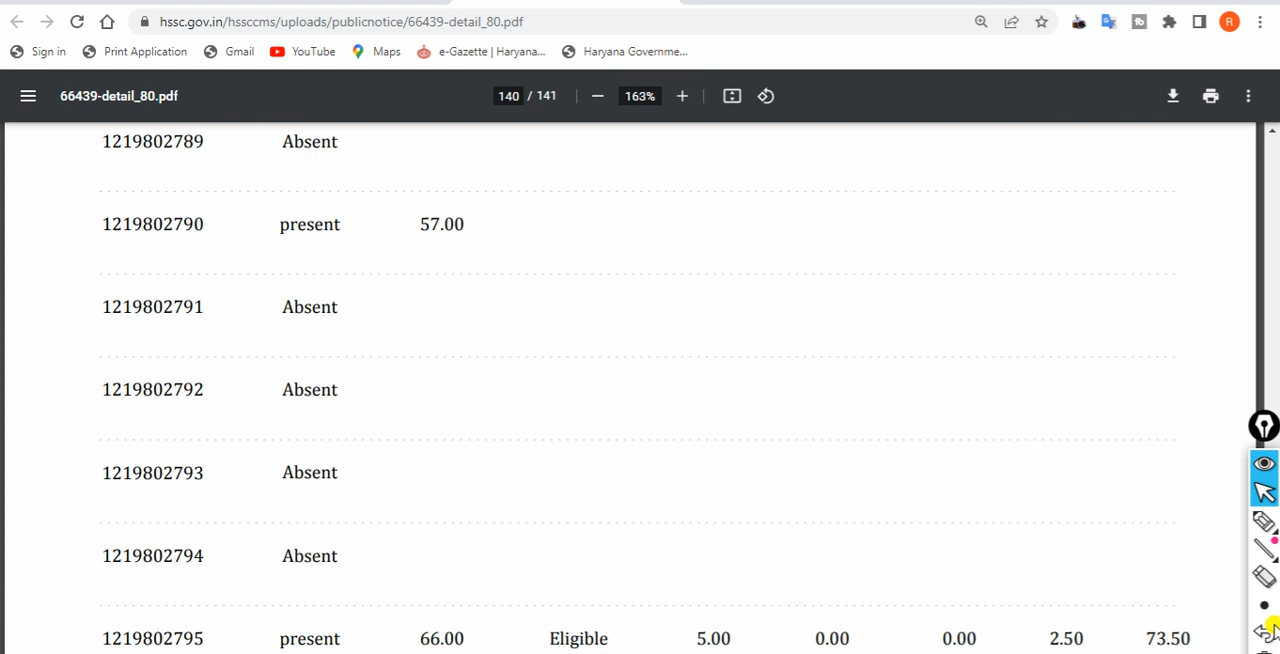 hssc.gov.in/hssccms/uploads/publicnotice/66439-detail_80.pdf
R
Sign in Print Application Gmail YouTube Maps e-Gazette | Haryana... Haryana Governme...
66439-detail_80.pdf 140 / 141 163%
1219802789 Absent
1219802790 present 57.00
1219802791 Absent
1219802792 Absent
1219802793 Absent
1219802794 Absent
1219802795 present 66.00 Eligible 5.00 0.00 0.00 2.50 73.50